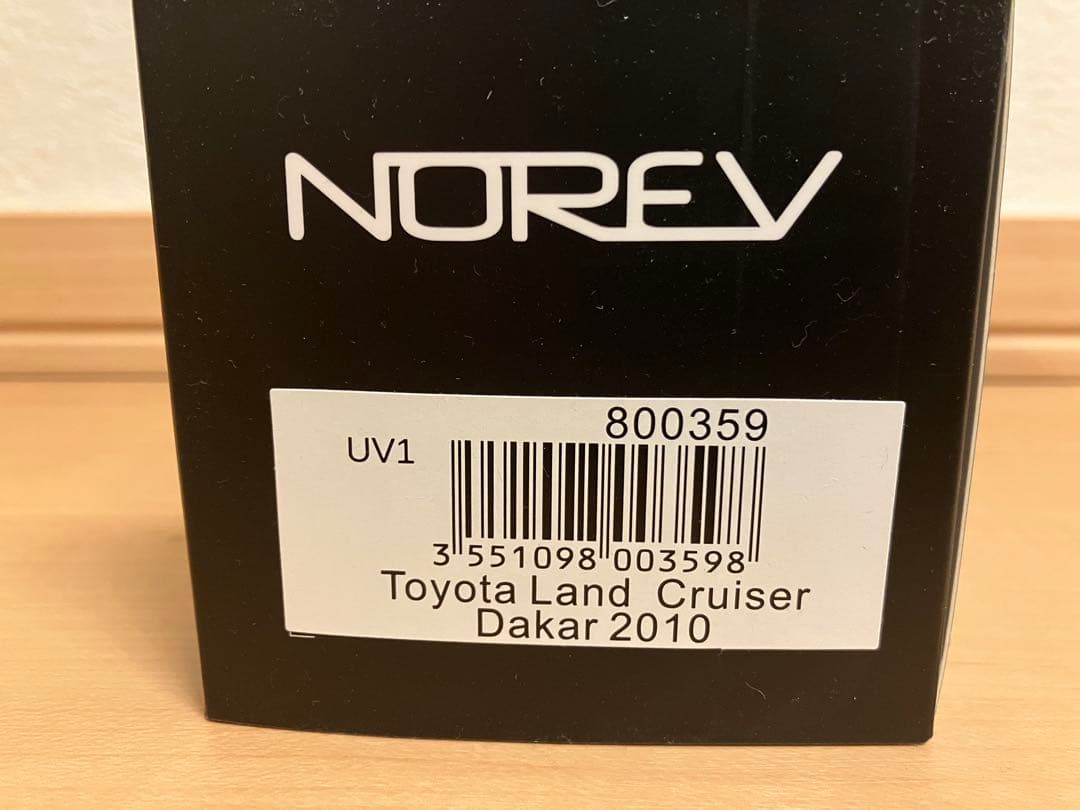 NOREV
800359
UV1
3 551098 003598
Toyota Land Cruiser
Dakar 2010